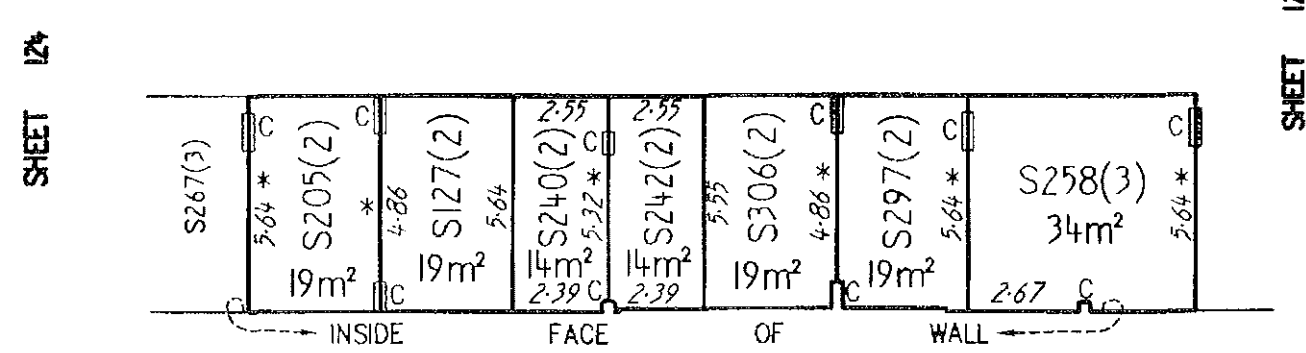 SHEET 124
SHEET 12
S267(3)
C
5.64 *
S205(2)
19m²
C
*
C
4.86
S127(2)
19m²
5.64
2.55
S240(2)
14m²
2.39
C
5.32 *
C
2.55
S242(2)
14m²
2.39
5.55
S306(2)
19m²
C
4.86 *
C
S297(2)
19m²
C
5.64 *
S258(3)
34m²
2.67
C
C
5.64 *
INSIDE FACE OF WALL